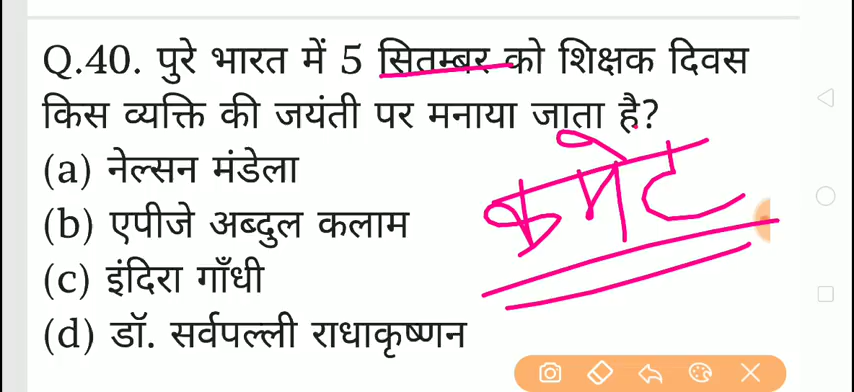 Q.40. पुरे भारत में 5 सितम्बर को शिक्षक दिवस
किस व्यक्ति की जयंती पर मनाया जाता है?
(a) नेल्सन मंडेला
(b) एपीजे अब्दुल कलाम
(c) इंदिरा गाँधी
(d) डॉ. सर्वपल्ली राधाकृष्णन
कमेंट